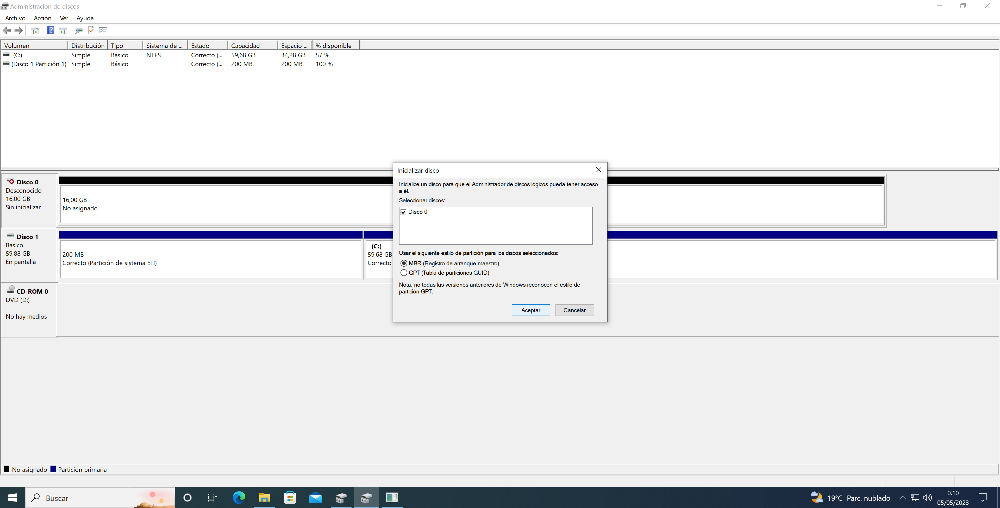 Administración de discos
Archivo Acción Ver Ayuda
Volumen Distribución Tipo Sistema de ... Estado Capacidad Espacio ... % disponible
(C:) Simple Básico NTFS Correcto (... 59,68 GB 34,28 GB 57 %
(Disco 1 Partición 1) Simple Básico Correcto (... 200 MB 200 MB 100 %
Disco 0
Desconocido
16,00 GB
Sin inicializar
16,00 GB
No asignado
Disco 1
Básico
59,88 GB
En pantalla
200 MB
Correcto (Partición de sistema EFI)
(C:)
59,68 GB
Correcto
CD-ROM 0
DVD (D:)
No hay medios
Inicializar disco
Inicialice un disco para que el Administrador de discos lógicos pueda tener acceso
a él.
Seleccionar discos:
Disco 0
Usar el siguiente estilo de partición para los discos seleccionados:
MBR (Registro de arranque maestro)
GPT (Tabla de particiones GUID)
Nota: no todas las versiones anteriores de Windows reconocen el estilo de
partición GPT.
Aceptar Cancelar
No asignado Partición primaria
Buscar
19°C Parc. nublado
0:10
05/05/2023